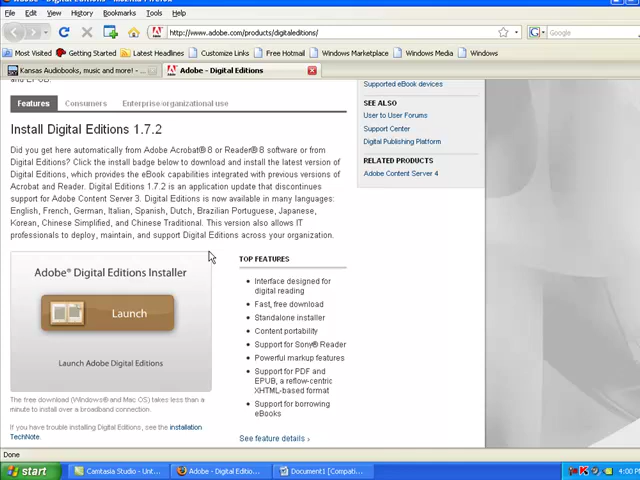 File Edit View History Bookmarks Tools Help
http://www.adobe.com/products/digitaleditions/
Google
Most Visited Getting Started Latest Headlines Customize Links Free Hotmail Windows Marketplace Windows Media Windows
Kansas Audiobooks, music and more! - ...
Adobe - Digital Editions
Supported eBook devices
Features Consumers Enterprise/organizational use
SEE ALSO
User to User Forums
Support Center
Digital Publishing Platform
RELATED PRODUCTS
Adobe Content Server 4
Install Digital Editions 1.7.2
Did you get here automatically from Adobe Acrobat® 8 or Reader® 8 software or from
Digital Editions? Click the install badge below to download and install the latest version of
Digital Editions, which provides the eBook capabilities integrated with previous versions of
Acrobat and Reader. Digital Editions 1.7.2 is an application update that discontinues
support for Adobe Content Server 3. Digital Editions is now available in many languages:
English, French, German, Italian, Spanish, Dutch, Brazilian Portuguese, Japanese,
Korean, Chinese Simplified, and Chinese Traditional. This version also allows IT
professionals to deploy, maintain, and support Digital Editions across your organization.
Adobe® Digital Editions Installer
Launch
Launch Adobe Digital Editions
The free download (Windows® and Mac OS) takes less than a
minute to install over a broadband connection.
If you have trouble installing Digital Editions, see the installation
TechNote.
TOP FEATURES
Interface designed for
digital reading
Fast, free download
Standalone installer
Content portability
Support for Sony® Reader
Powerful markup features
Support for PDF and
EPUB, a reflow-centric
XHTML-based format
Support for borrowing
eBooks
See feature details ›
Done
start Camtasia Studio - Unt... Adobe - Digital Editio... Document1 [Compati... 4:00 P